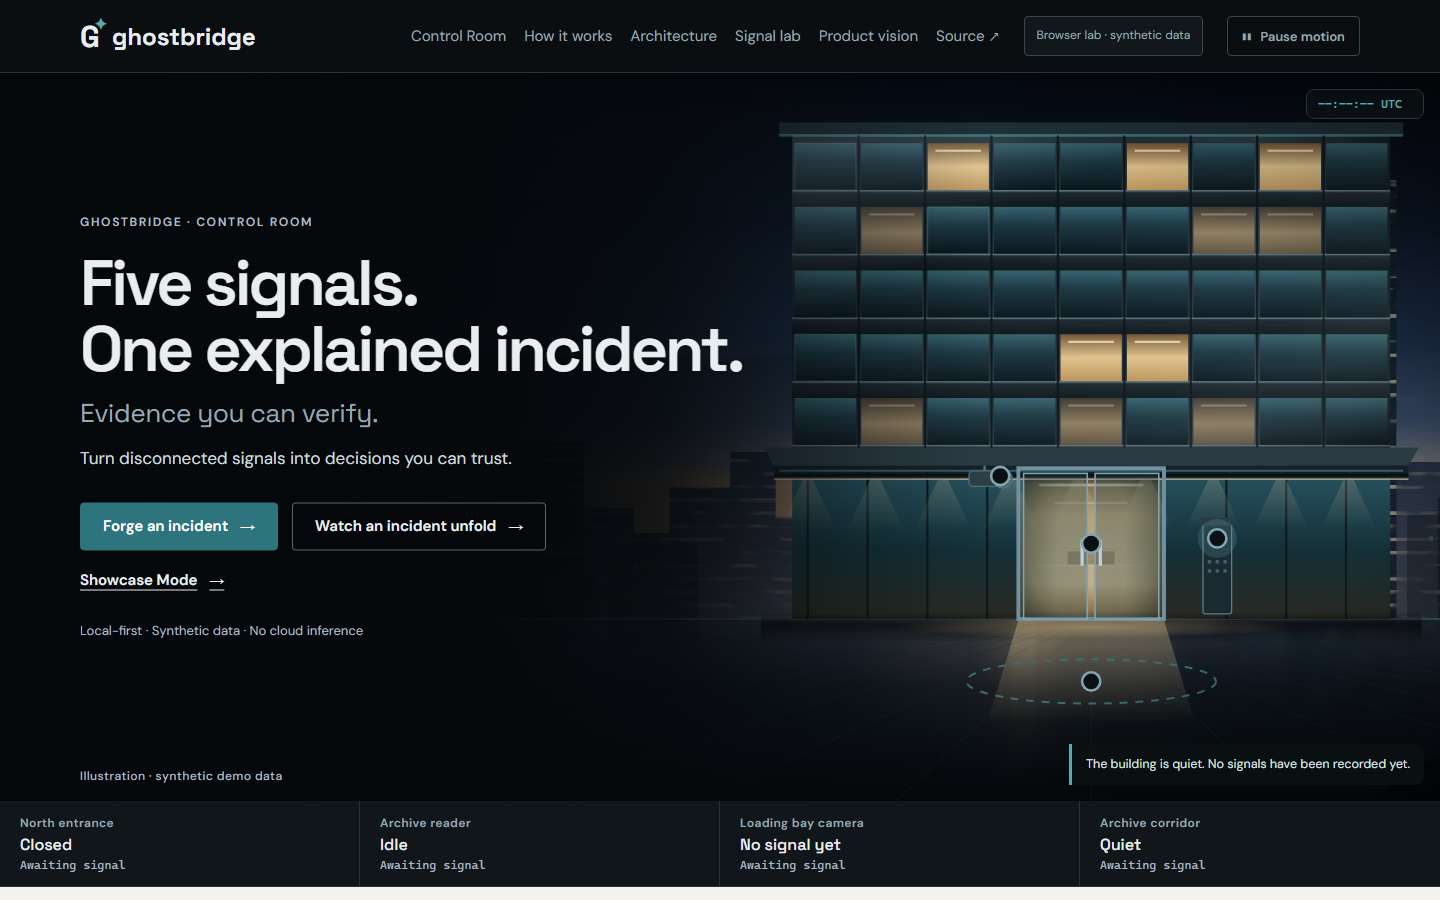 ghostbridge
Control Room
How it works
Architecture
Signal lab
Product vision
Source ↗
Browser lab · synthetic data
Pause motion
--:--:-- UTC
GHOSTBRIDGE · CONTROL ROOM
Five signals.
One explained incident.
Evidence you can verify.
Turn disconnected signals into decisions you can trust.
Forge an incident →
Watch an incident unfold →
Showcase Mode →
Local-first · Synthetic data · No cloud inference
Illustration · synthetic demo data
The building is quiet. No signals have been recorded yet.
North entrance
Closed
Awaiting signal
Archive reader
Idle
Awaiting signal
Loading bay camera
No signal yet
Awaiting signal
Archive corridor
Quiet
Awaiting signal